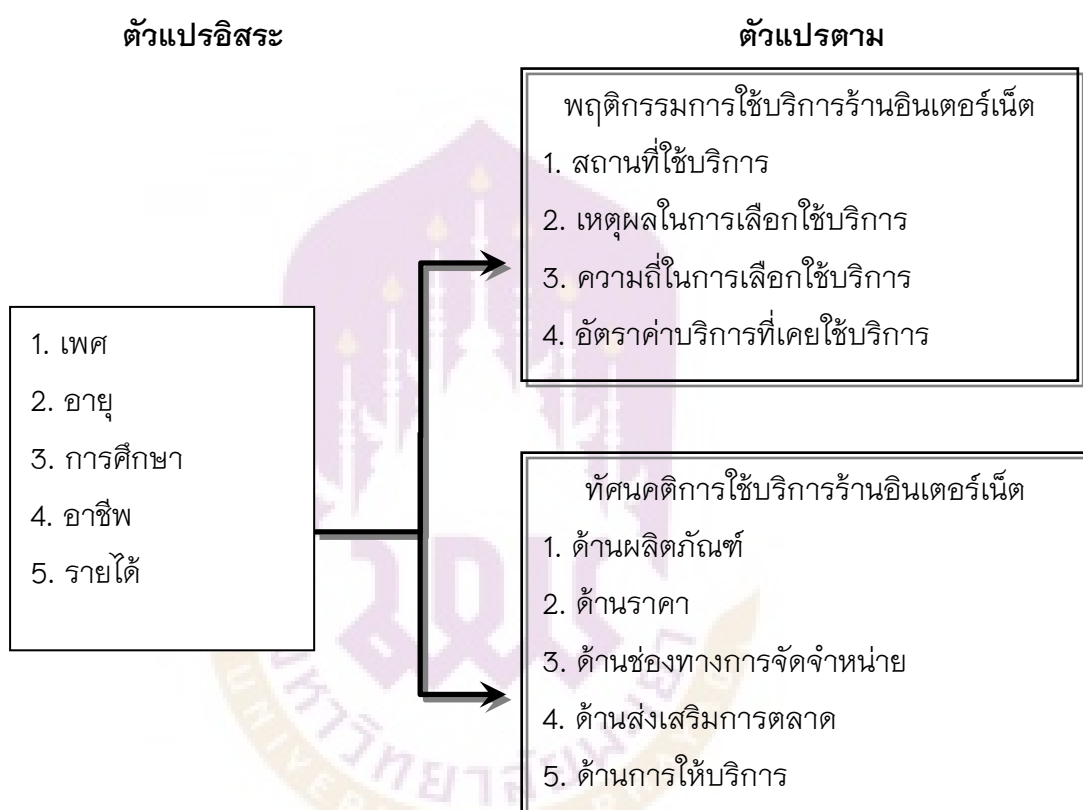 ตัวแปรอิสระ
ตัวแปรตาม
พฤติกรรมการใช้บริการร้านอินเตอร์เน็ต
1. สถานที่ใช้บริการ
2. เหตุผลในการเลือกใช้บริการ
3. ความถี่ในการเลือกใช้บริการ
4. อัตราค่าบริการที่เคยใช้บริการ
1. เพศ
2. อายุ
3. การศึกษา
4. อาชีพ
5. รายได้
ทัศนคติการใช้บริการร้านอินเตอร์เน็ต
1. ด้านผลิตภัณฑ์
2. ด้านราคา
3. ด้านช่องทางการจัดจำหน่าย
4. ด้านส่งเสริมการตลาด
5. ด้านการให้บริการ